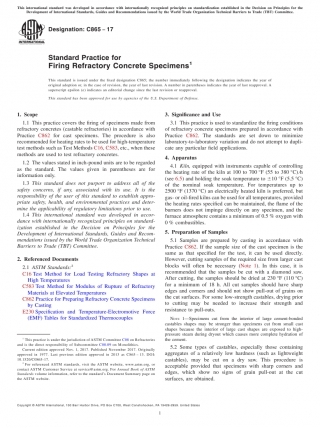 This international standard was developed in accordance with internationally recognized principles on standardization established in the Decision on Principles for the
Development of International Standards, Guides and Recommendations issued by the World Trade Organization Technical Barriers to Trade (TBT) Committee.
Designation: C865 − 17
Standard Practice for
Firing Refractory Concrete Specimens¹
This standard is issued under the fixed designation C865; the number immediately following the designation indicates the year of
original adoption or, in the case of revision, the year of last revision. A number in parentheses indicates the year of last reapproval. A
superscript epsilon (ε) indicates an editorial change since the last revision or reapproval.
This standard has been approved for use by agencies of the U.S. Department of Defense.
1. Scope
1.1 This practice covers the firing of specimens made from
refractory concretes (castable refractories) in accordance with
Practice C862 for cast specimens. The procedure is also
recommended for heating rates to be used for high-temperature
test methods such as Test Methods C16, C583, etc., when these
methods are used to test refractory concretes.
1.2 The values stated in inch-pound units are to be regarded
as the standard. The values given in parentheses are for
information only.
1.3 This standard does not purport to address all of the
safety concerns, if any, associated with its use. It is the
responsibility of the user of this standard to establish appro-
priate safety, health, and environmental practices and deter-
mine the applicability of regulatory limitations prior to use.
1.4 This international standard was developed in accor-
dance with internationally recognized principles on standard-
ization established in the Decision on Principles for the
Development of International Standards, Guides and Recom-
mendations issued by the World Trade Organization Technical
Barriers to Trade (TBT) Committee.
2. Referenced Documents
2.1 ASTM Standards:²
C16 Test Method for Load Testing Refractory Shapes at
High Temperatures
C583 Test Method for Modulus of Rupture of Refractory
Materials at Elevated Temperatures
C862 Practice for Preparing Refractory Concrete Specimens
by Casting
E230 Specification and Temperature-Electromotive Force
(EMF) Tables for Standardized Thermocouples
¹ This practice is under the jurisdiction of ASTM Committee C08 on Refractories
and is the direct responsibility of Subcommittee C08.09 on Monolithics.
Current edition approved Nov. 1, 2017. Published November 2017. Originally
approved in 1977. Last previous edition approved in
² For referenced ASTM standards, visit the ASTM website, www.astm.org, or
contact ASTM Customer Service at service@astm.org. For Annual Book of ASTM
Standards volume information, refer to the standard's Document Summary page on
the ASTM website.
3. Significance and Use
3.1 This practice is used to standardize the firing conditions
of refractory concrete specimens prepared in accordance with
Practice C862. The standards are set down to minimize
laboratory-to-laboratory variation and do not attempt to dupli-
cate any particular field applications.
4. Apparatus
4.1 Kilns, equipped with instruments capable of controlling
the heating rate of the kiln at 100 to 700 °F (55 to 380 °C)/h
(see 6.5) and holding the soak temperature to ±10 °F (5.5 °C)
of the nominal soak temperature. For temperatures up to
2500 °F (1370 °C) an electrically heated kiln is preferred, but
gas- or oil-fired kilns can be used for all temperatures, provided
the heating rates specified can be maintained, the flame of the
burners does not impinge directly on any specimen, and the
furnace atmosphere contains a minimum of 0.5 % oxygen with
0 % combustibles.
5. Preparation of Samples
5.1 Samples are prepared by casting in accordance with
Practice C862. If the sample size of the cast specimen is the
same as that specified for the test, it can be used directly.
However, cutting samples of the required size from larger cast
shapes can be necessary (Note 1). In this case, it is
recommended that the samples be cut with a diamond saw.
After cutting, the samples should be dried at 230 °F (110 °C)
for a minimum of 18 h. All cut samples should have sharp
edges and corners and should not show pull-out of grains on
the cut surfaces. For some low-strength castables, drying prior
to cutting may be needed to increase their strength and
resistance to pull-outs.
NOTE 1—Specimens cut from the interior of large cement-bonded
castables shapes may be stronger than specimens cut from small cast
shapes because the interior of large cast shapes are exposed to high-
pressure steam during dryout which causes more complete hydration of
the cement.
5.2 Some types of castables, especially those containing
aggregates of a relatively low hardness (such as lightweight
castables), may be cut on a dry saw. This procedure is
acceptable provided that specimens with sharp corners and
edges, which show no signs of grain pull-out at the cut
surfaces, are obtained.
Copyright © ASTM International, 100 Barr Harbor Drive, PO Box C700, West Conshohocken, PA 19428-2959. United States
1